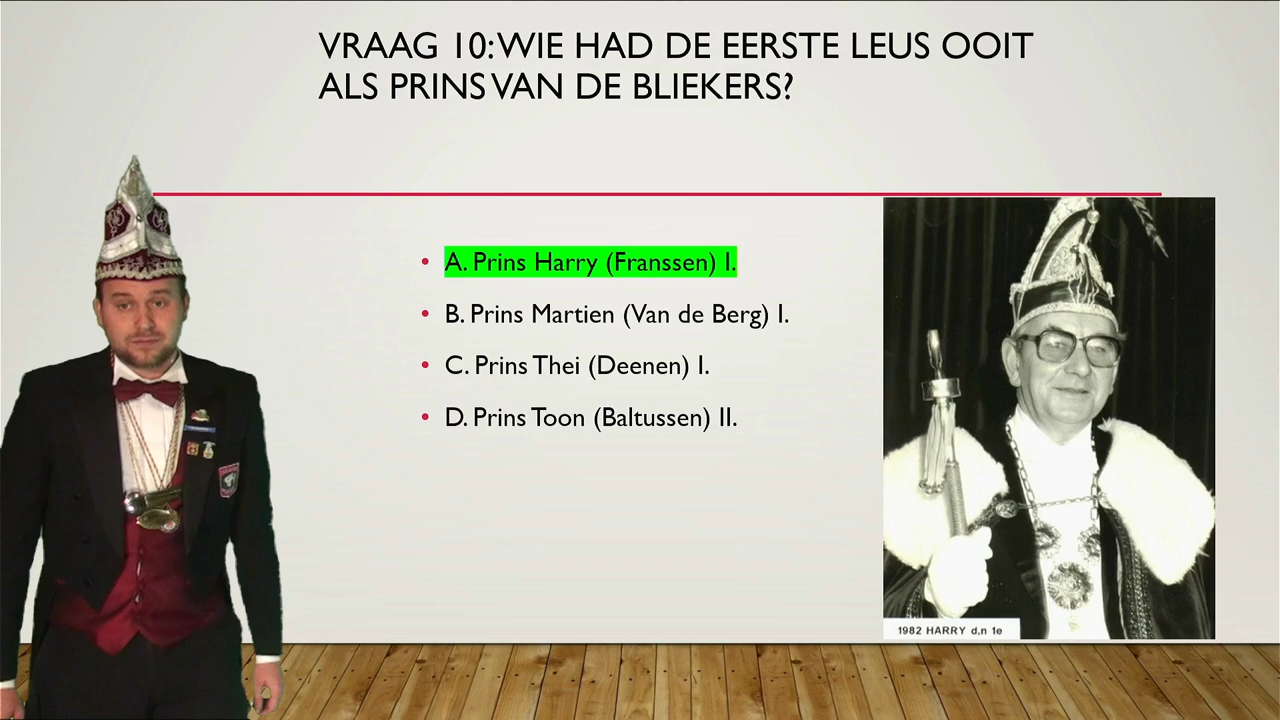 VRAAG 10: WIE HAD DE EERSTE LEUS OOIT
ALS PRINS VAN DE BLIEKERS?
• A. Prins Harry (Franssen) I.
• B. Prins Martien (Van de Berg) I.
• C. Prins Thei (Deenen) I.
• D. Prins Toon (Baltussen) II.
1982 HARRY d,n 1e